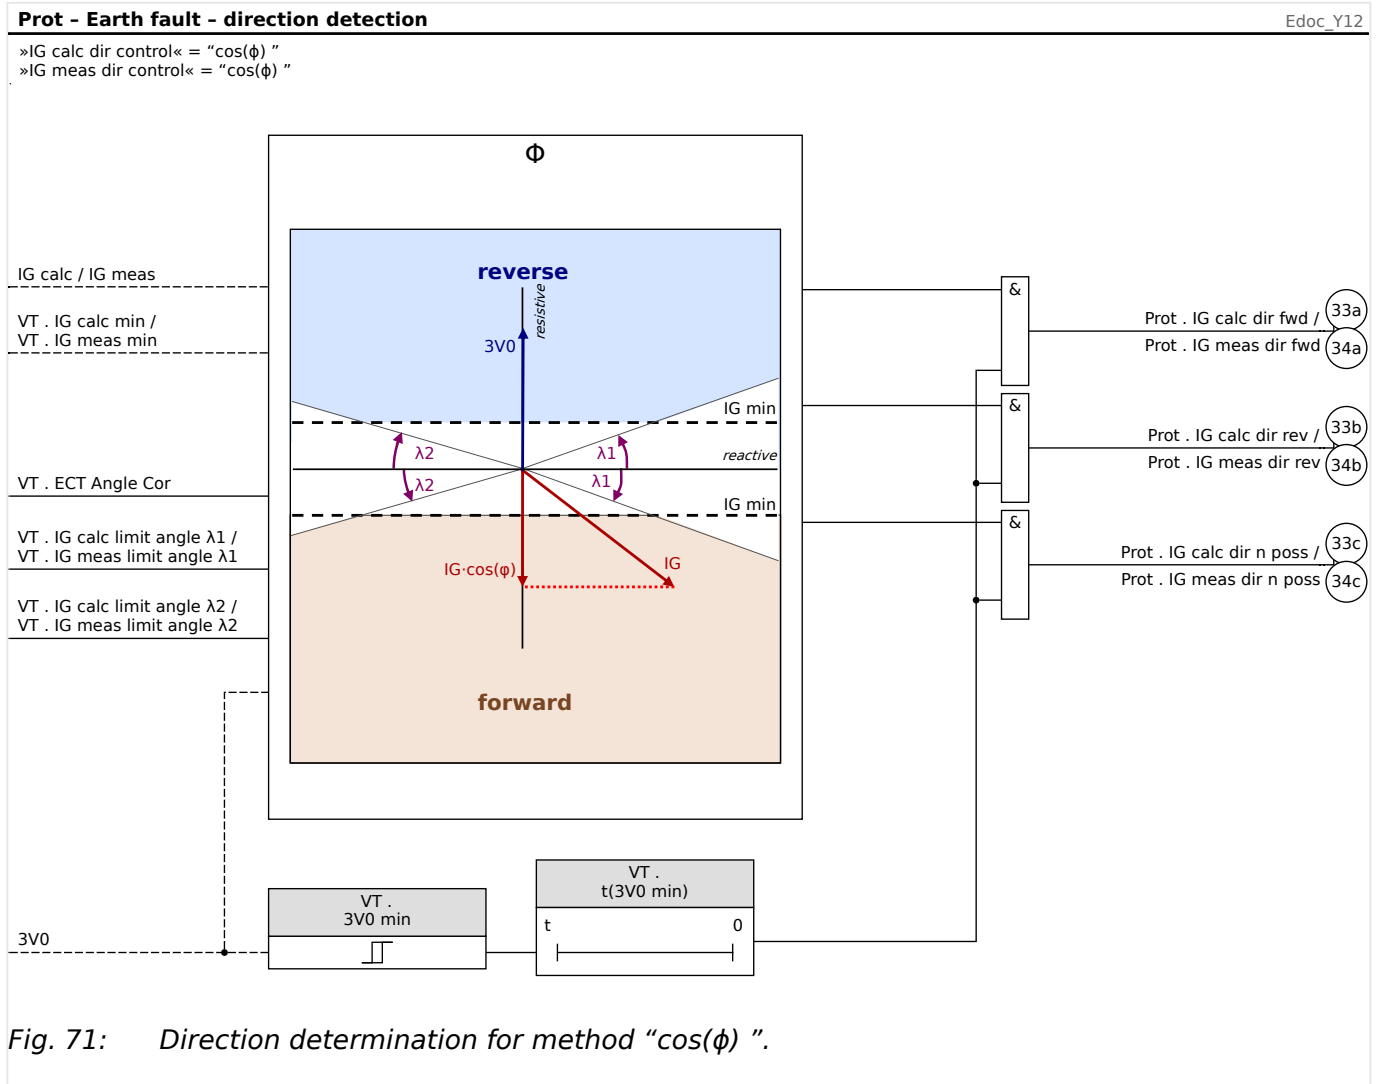 Prot – Earth fault – direction detection
Edoc_Y12
»IG calc dir control« = “cos(ϕ) ”
»IG meas dir control« = “cos(ϕ) ”
Φ
IG calc / IG meas
VT . IG calc min /
VT . IG meas min
VT . ECT Angle Cor
VT . IG calc limit angle λ1 /
VT . IG meas limit angle λ1
VT . IG calc limit angle λ2 /
VT . IG meas limit angle λ2
3V0
reverse
resistive
3V0
IG min
λ2
λ1
reactive
λ2
λ1
IG min
IG·cos(φ)
IG
forward
&
Prot . IG calc dir fwd /
33a
Prot . IG meas dir fwd
34a
&
Prot . IG calc dir rev /
33b
Prot . IG meas dir rev
34b
&
Prot . IG calc dir n poss /
33c
Prot . IG meas dir n poss
34c
VT .
3V0 min
VT .
t(3V0 min)
t
0
Fig. 71: Direction determination for method “cos(ϕ) ”.